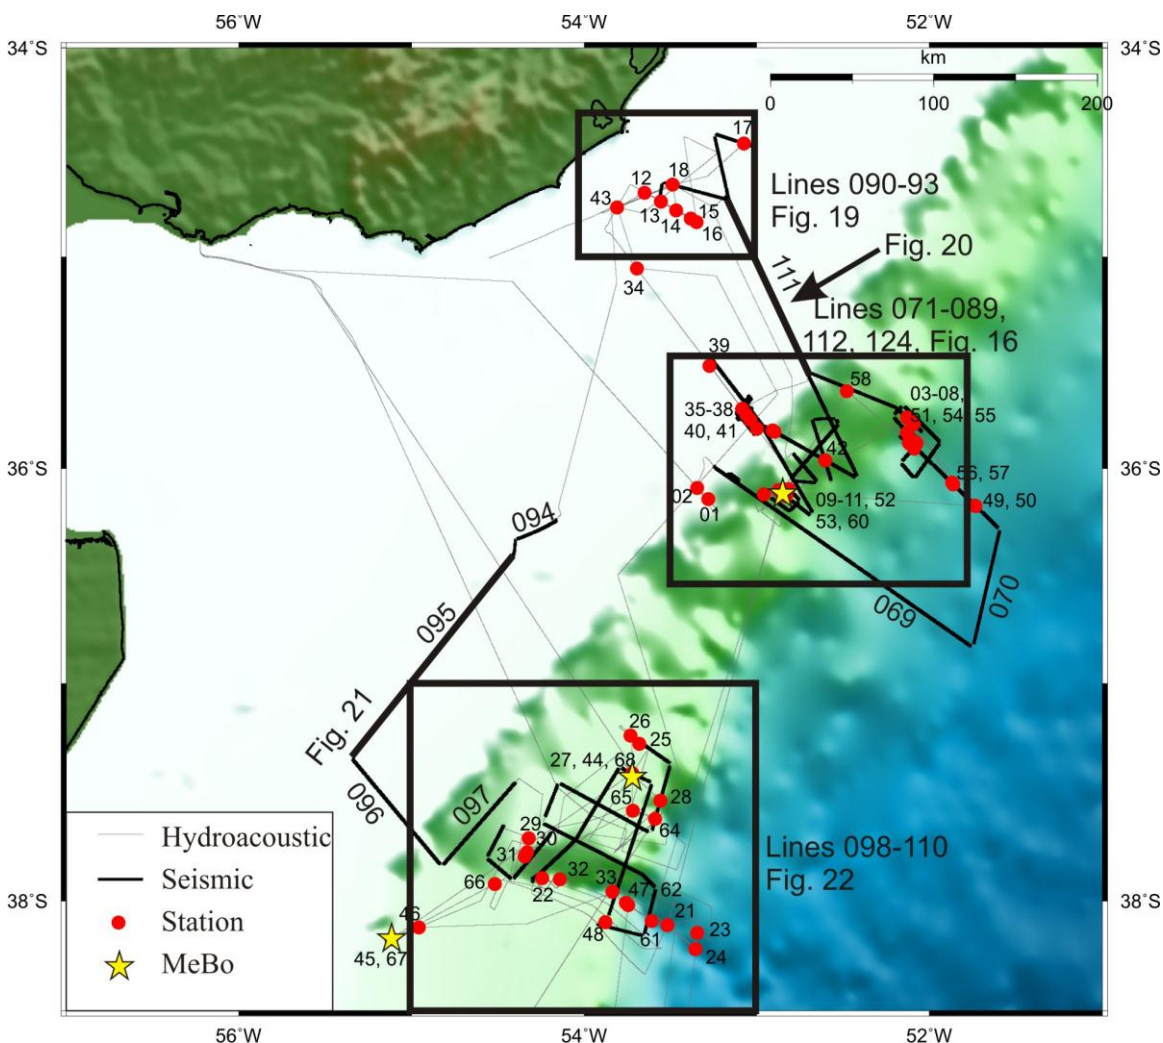 56°W
54°W
52°W
34°S
34°S
km
0
100
200
17
18
12
43
13
14
15
16
Lines 090-93
Fig. 19
Fig. 20
111
34
Lines 071-089,
112, 124, Fig. 16
39
58
03-08,
51, 54, 55
35-38
40, 41
42
36°S
36°S
02
01
56, 57
49, 50
09-11, 52
53, 60
094
069
070
095
Fig. 21
26
25
27, 44, 68
65
28
64
096
097
29
30
31
32
22
66
33
47
62
21
Lines 098-110
Fig. 22
38°S
38°S
46
48
61
23
24
45, 67
Hydroacoustic
Seismic
Station
MeBo
56°W
54°W
52°W